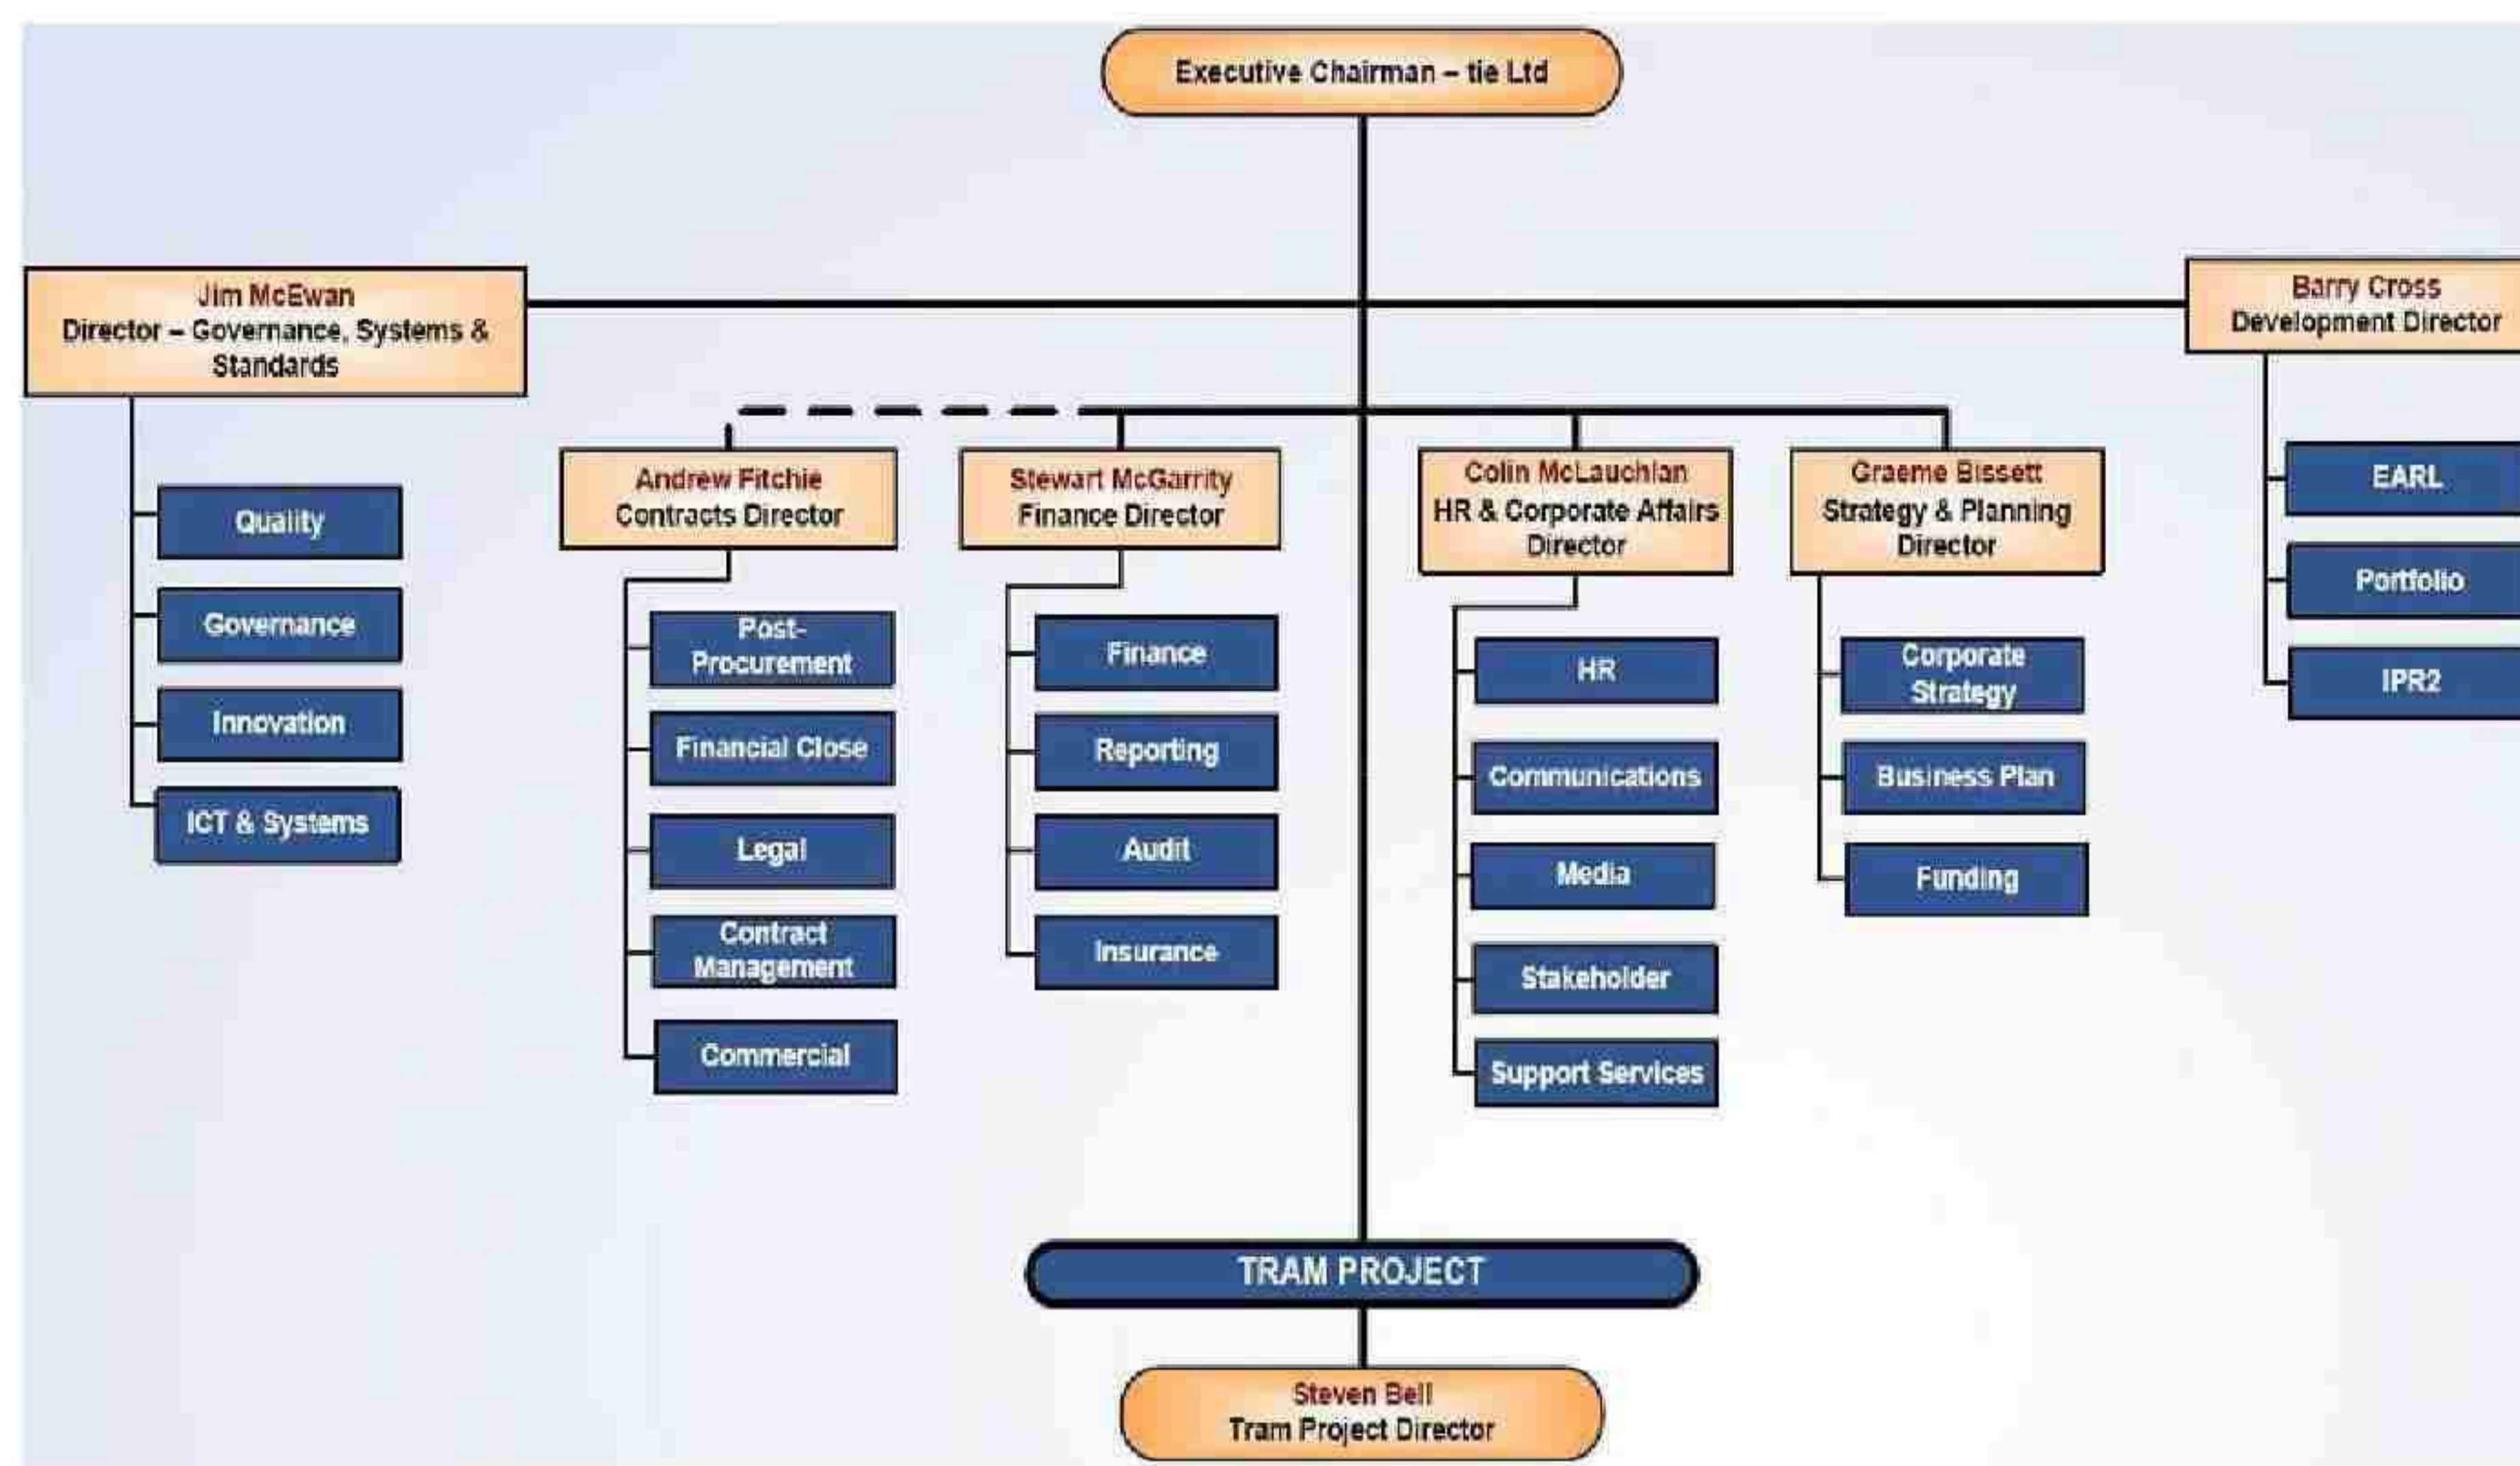 Executive Chairman – tie Ltd
Jim McEwan
Director – Governance, Systems &
Standards
Quality
Governance
Innovation
ICT & Systems
Andrew Fitchie
Contracts Director
Post-
Procurement
Financial Close
Legal
Contract
Management
Commercial
Stewart McGarrity
Finance Director
Finance
Reporting
Audit
Insurance
Colin McLauchlan
HR & Corporate Affairs
Director
HR
Communications
Media
Stakeholder
Support Services
Graeme Bissett
Strategy & Planning
Director
Corporate
Strategy
Business Plan
Funding
Barry Cross
Development Director
EARL
Portfolio
IPR2
TRAM PROJECT
Steven Bell
Tram Project Director